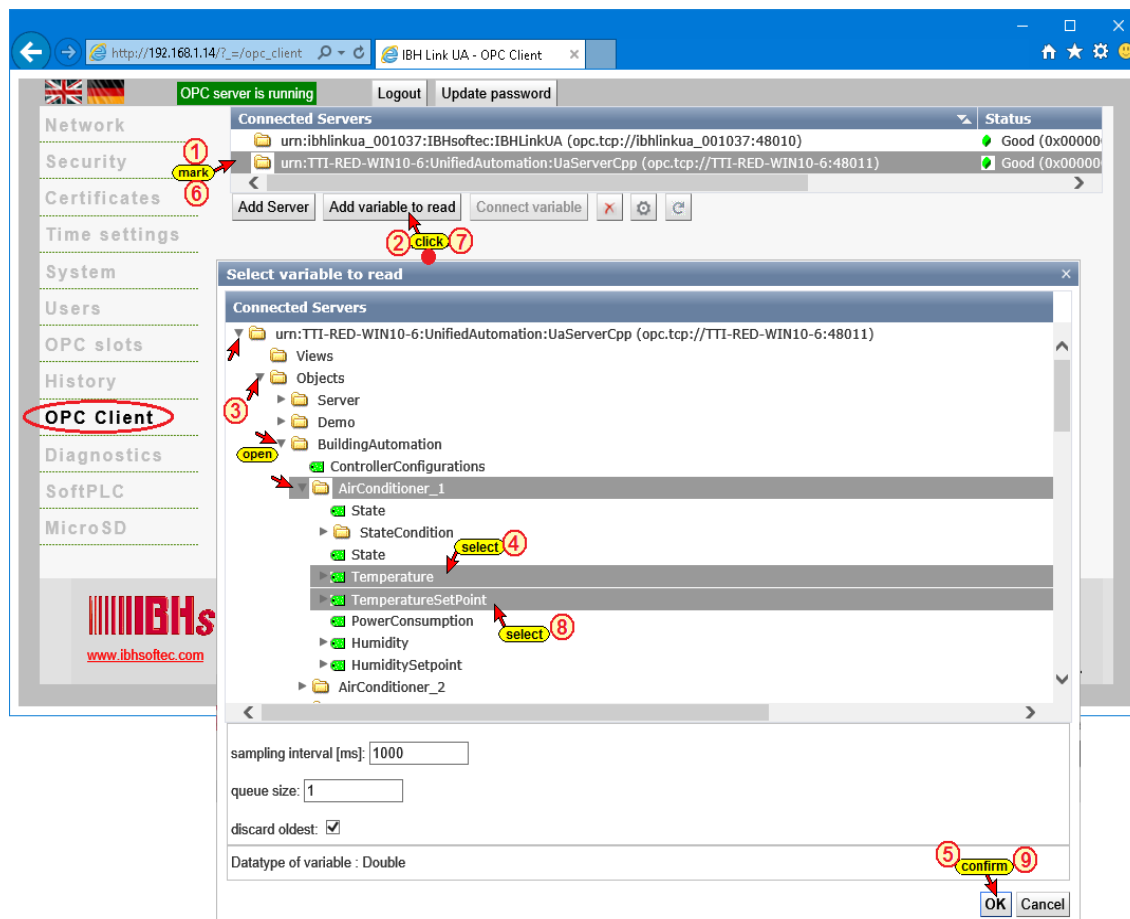 http://192.168.1.14/?_=/opc_client
IBH Link UA - OPC Client
OPC server is running
Logout
Update password
Network
Security
Certificates
Time settings
System
Users
OPC slots
History
OPC Client
Diagnostics
SoftPLC
MicroSD
Connected Servers Status
urn:ibhlinkua_001037:IBHsoftec:IBHLinkUA (opc.tcp://ibhlinkua_001037:48010) Good (0x00000
urn:TTI-RED-WIN10-6:UnifiedAutomation:UaServerCpp (opc.tcp://TTI-RED-WIN10-6:48011) Good (0x00000
1
mark
6
Add Server
Add variable to read
Connect variable
2 click 7
Select variable to read
Connected Servers
urn:TTI-RED-WIN10-6:UnifiedAutomation:UaServerCpp (opc.tcp://TTI-RED-WIN10-6:48011)
Views
Objects
3
Server
Demo
BuildingAutomation
open
ControllerConfigurations
AirConditioner_1
State
StateCondition
select 4
State
Temperature
TemperatureSetPoint
PowerConsumption
select 8
Humidity
HumiditySetpoint
AirConditioner_2
IBHs
www.ibhsoftec.com
sampling interval [ms]: 1000
queue size: 1
discard oldest:
Datatype of variable : Double
5 confirm 9
OK
Cancel